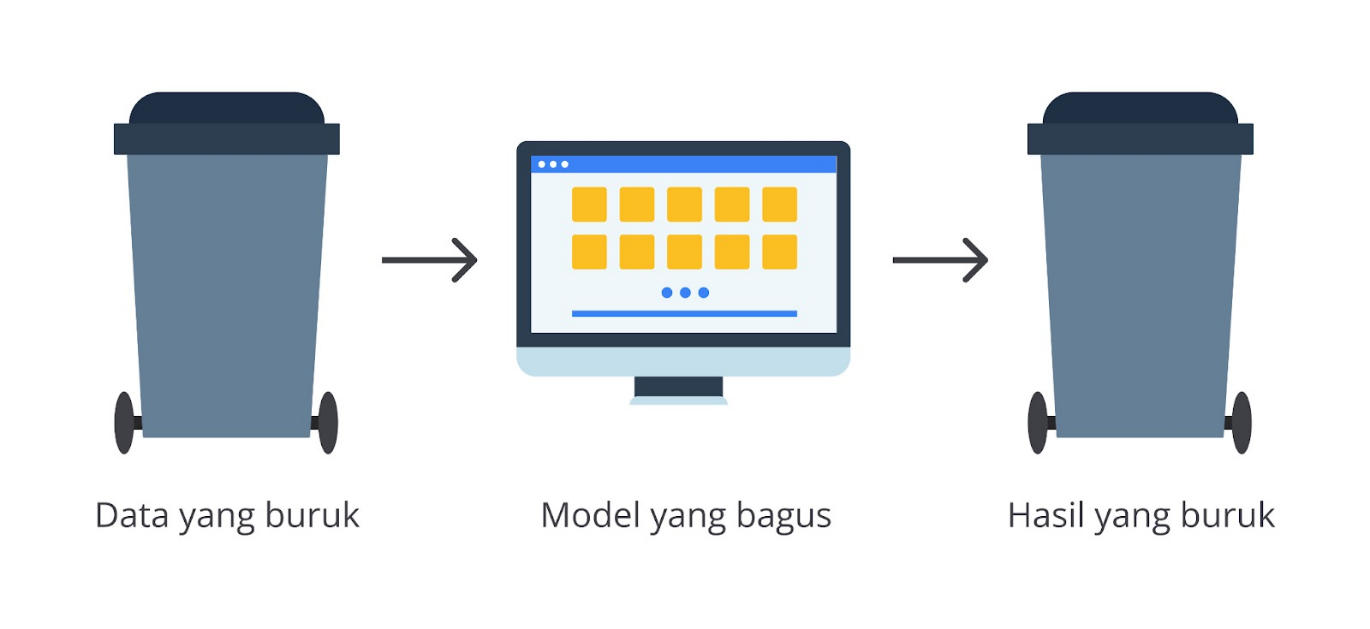 Data yang buruk
Model yang bagus
Hasil yang buruk